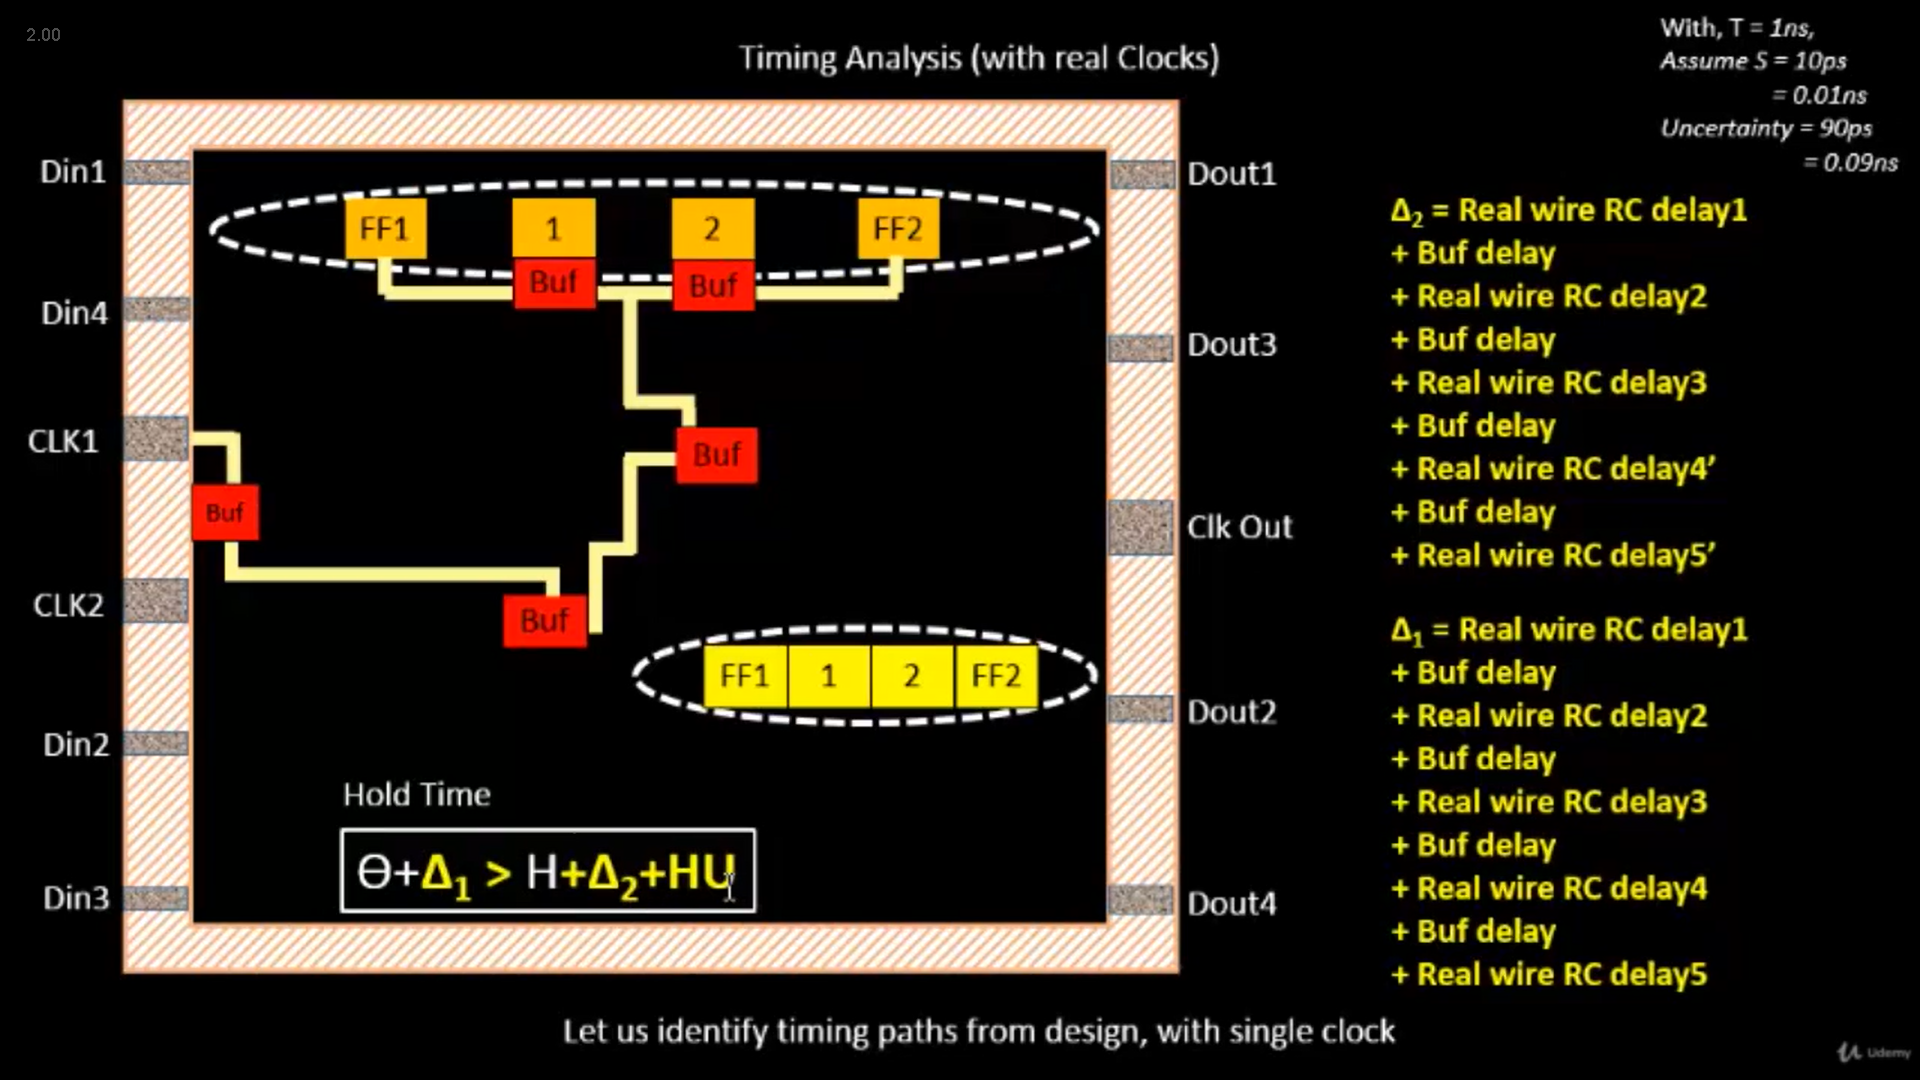 2.00
Timing Analysis (with real Clocks)
With, T = 1ns,
Assume S = 10ps
= 0.01ns
Uncertainty = 90ps
= 0.09ns
Din1
Din4
CLK1
CLK2
Din2
Din3
FF1
1
2
FF2
Buf
Buf
Buf
Buf
Buf
FF1
1
2
FF2
Hold Time
Θ+Δ₁ > H+Δ₂+HU
Dout1
Dout3
Clk Out
Dout2
Dout4
Δ₂ = Real wire RC delay1
+ Buf delay
+ Real wire RC delay2
+ Buf delay
+ Real wire RC delay3
+ Buf delay
+ Real wire RC delay4’
+ Buf delay
+ Real wire RC delay5’
Δ₁ = Real wire RC delay1
+ Buf delay
+ Real wire RC delay2
+ Buf delay
+ Real wire RC delay3
+ Buf delay
+ Real wire RC delay4
+ Buf delay
+ Real wire RC delay5
Let us identify timing paths from design, with single clock
Udemy